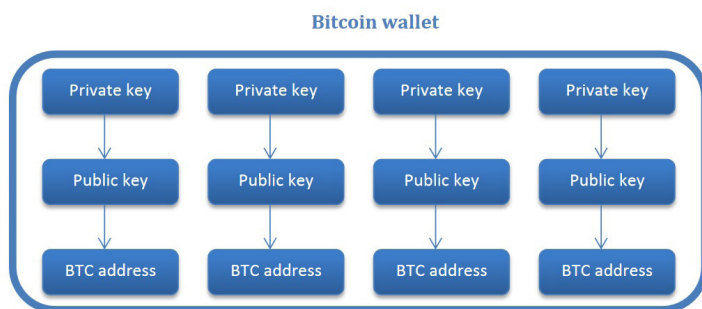 Bitcoin wallet
Private key Private key Private key Private key
Public key Public key Public key Public key
BTC address BTC address BTC address BTC address